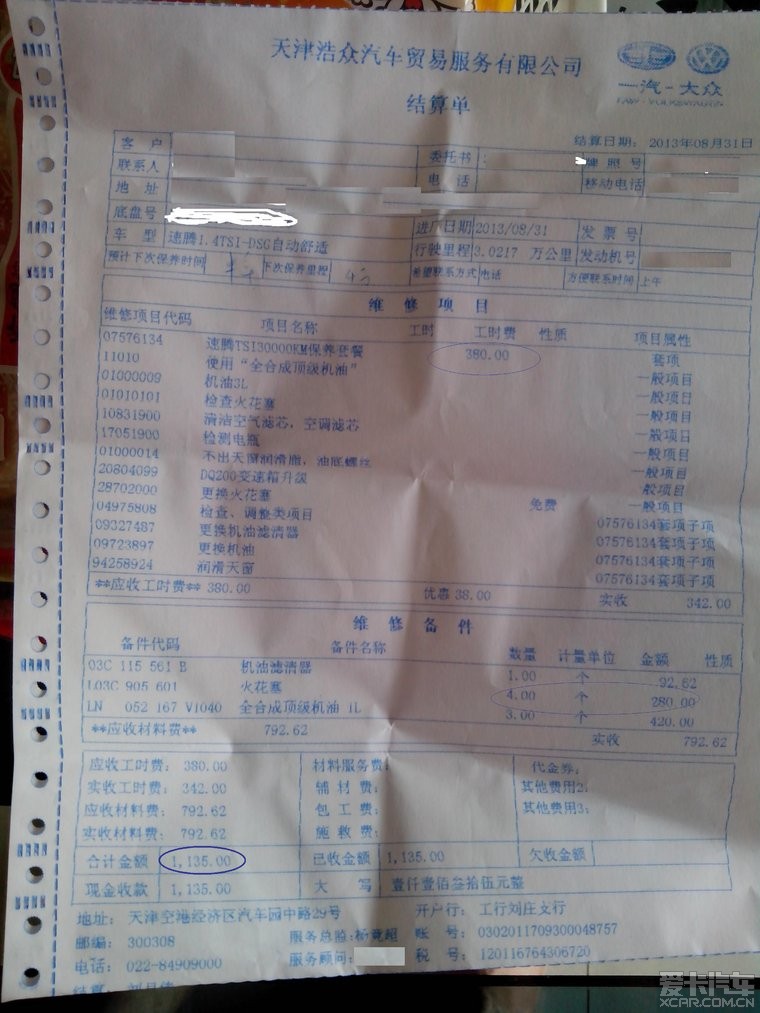 天津浩众汽车贸易服务有限公司
一汽-大众
FAW-VOLKSWAGEN
结算单
结算日期: 2013年08月31日
客 户 委托书 牌照号
联系人 电 话 移动电话
地 址
底盘号 进厂日期 2013/08/31 发票号
车 型 速腾1.4TSI-DSG自动舒适 行驶里程 3.0217 万公里 发动机号
预计下次保养时间 下次保养里程 希望联系方式 电话 方便联系时间 上午
维修项目
维修项目代码 项目名称 工时 工时费 性质 项目属性
07576134 速腾TSI30000KM保养套餐 380.00 套项
11010 使用“全合成顶级机油” 一般项目
01000009 机油3L 一般项目
01010101 检查火花塞 一般项目
10831900 清洁空气滤芯，空调滤芯 一般项目
17051900 检测电瓶 一般项目
01000014 不出天窗润滑脂，油底螺丝 一般项目
20804099 DQ200变速箱升级 一般项目
28702000 更换火花塞 一般项目
04975808 检查、调整类项目 免费 07576134套项子项
09327487 更换机油滤清器 07576134套项子项
09723897 更换机油 07576134套项子项
94258924 润滑天窗 07576134套项子项
**应收工时费** 380.00 优惠 38.00 实收 342.00
维修备件
备件代码 备件名称 数量 计量单位 金额 性质
03C 115 561 B 机油滤清器 1.00 个 92.62
L03C 905 601 火花塞 4.00 个 280.00
LN 052 167 V1040 全合成顶级机油 1L 3.00 个 420.00
**应收材料费** 792.62 实收 792.62
应收工时费: 380.00 材料服务费: 代金券:
实收工时费: 342.00 辅材费: 其他费用2:
应收材料费: 792.62 包工费: 其他费用3:
实收材料费: 792.62 施救费:
合计金额 1,135.00 已收金额 1,135.00 欠收金额
现金收款 1,135.00 大 写 壹仟壹佰叁拾伍元整
地址: 天津空港经济区汽车园中路29号 开户行: 工行刘庄支行
邮编: 300308 服务总监: 账 号: 0302011709300048757
电话: 022-84909000 服务顾问: 税 号: 120116764306720
结算:
爱卡汽车
XCAR.COM.CN